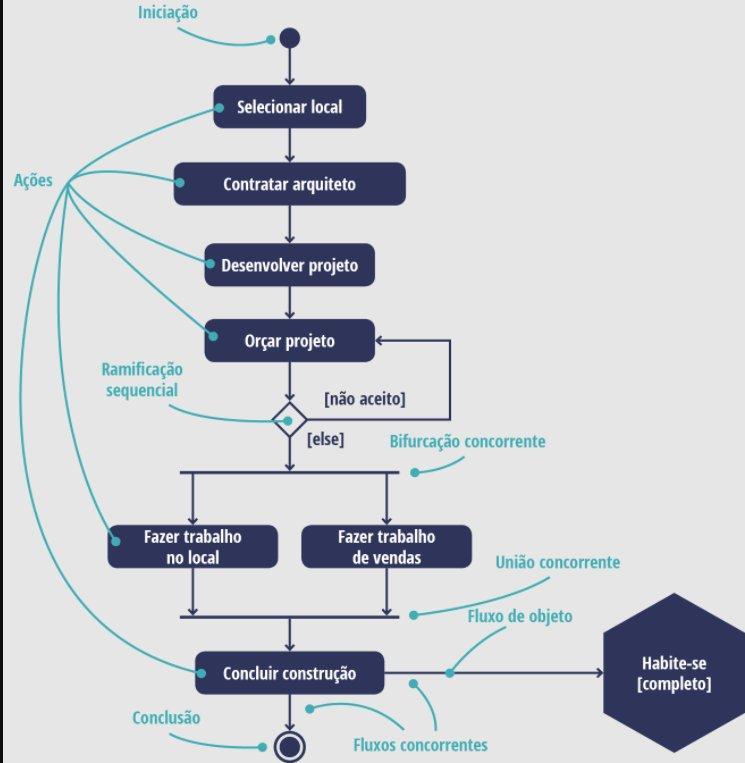 Iniciação
Selecionar local
Ações
Contratar arquiteto
Desenvolver projeto
Orçar projeto
Ramificação
sequencial
[não aceito]
[else]
Bifurcação concorrente
Fazer trabalho
no local
Fazer trabalho
de vendas
União concorrente
Fluxo de objeto
Concluir construção
Habite-se
[completo]
Conclusão
Fluxos concorrentes